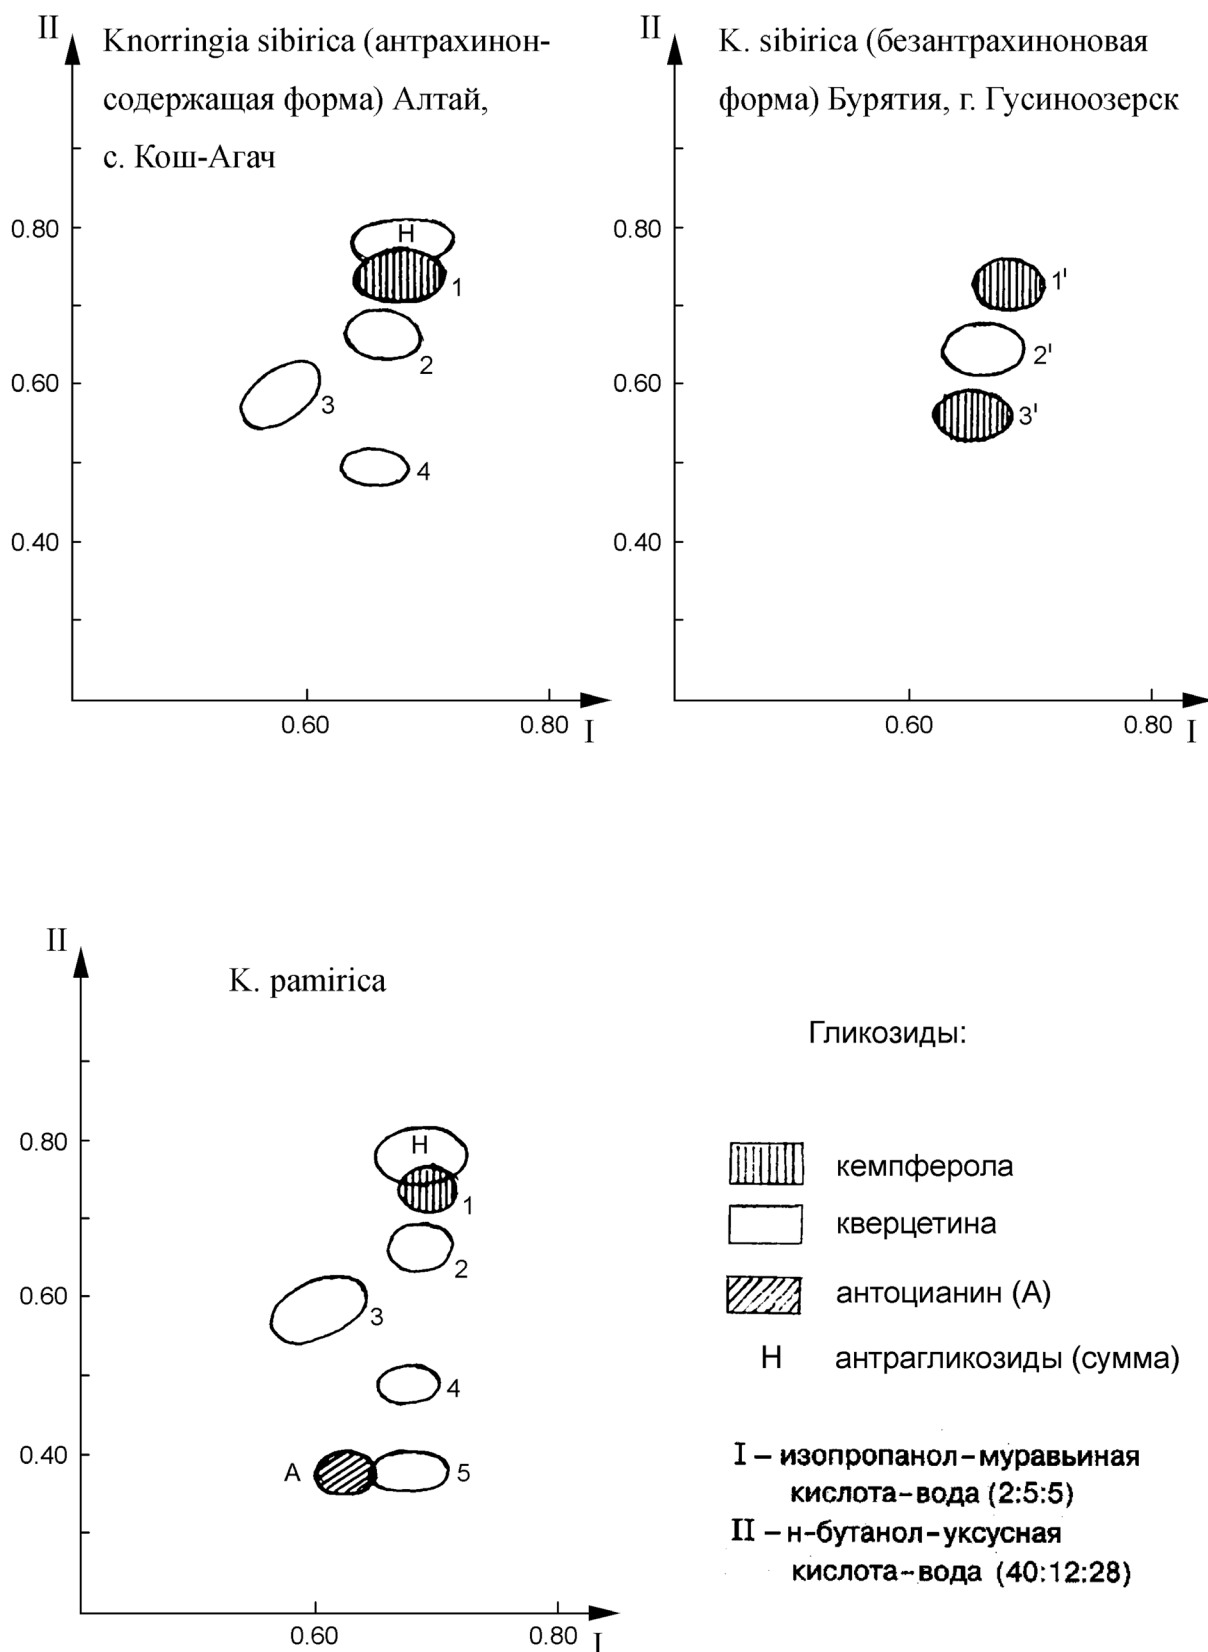 II
Knorringia sibirica (антрахинон-
содержащая форма) Алтай,
с. Кош-Агач
0.80
0.60
0.40
H
1
2
3
4
0.60
0.80
I
II
K. sibirica (безантрахиноновая
форма) Бурятия, г. Гусиноозерск
0.80
0.60
0.40
1'
2'
3'
0.60
0.80
I
II
K. pamirica
0.80
0.60
0.40
H
1
2
3
4
A
5
0.60
0.80
I
Гликозиды:
кемпферола
кверцетина
антоцианин (А)
H антрагликозиды (сумма)
I – изопропанол-муравьиная
кислота-вода (2:5:5)
II – н-бутанол-уксусная
кислота-вода (40:12:28)